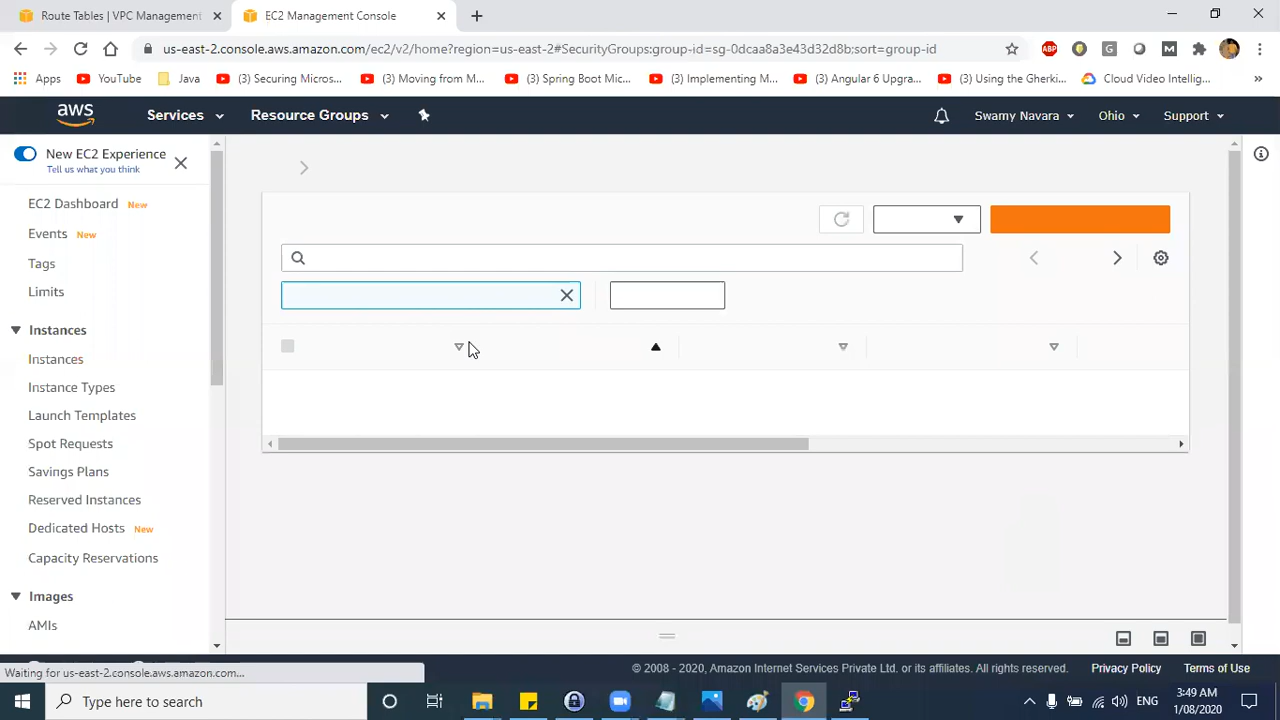 Route Tables | VPC Management
EC2 Management Console
us-east-2.console.aws.amazon.com/ec2/v2/home?region=us-east-2#SecurityGroups:group-id=sg-0dcaa8a3e43d32d8b;sort=group-id
ABP
G
M
Apps
YouTube
Java
(3) Securing Micros...
(3) Moving from M...
(3) Spring Boot Mic...
(3) Implementing M...
(3) Angular 6 Upgra...
(3) Using the Gherki...
Cloud Video Intellig...
aws
Services
Resource Groups
Swamy Navara
Ohio
Support
New EC2 Experience
Tell us what you think
EC2 Dashboard New
Events New
Tags
Limits
Instances
Instances
Instance Types
Launch Templates
Spot Requests
Savings Plans
Reserved Instances
Dedicated Hosts New
Capacity Reservations
Images
AMIs
Waiting for us-east-2.console.aws.amazon.com...
© 2008 - 2020, Amazon Internet Services Private Ltd. or its affiliates. All rights reserved.
Privacy Policy
Terms of Use
Type here to search
ENG
3:49 AM
1/08/2020